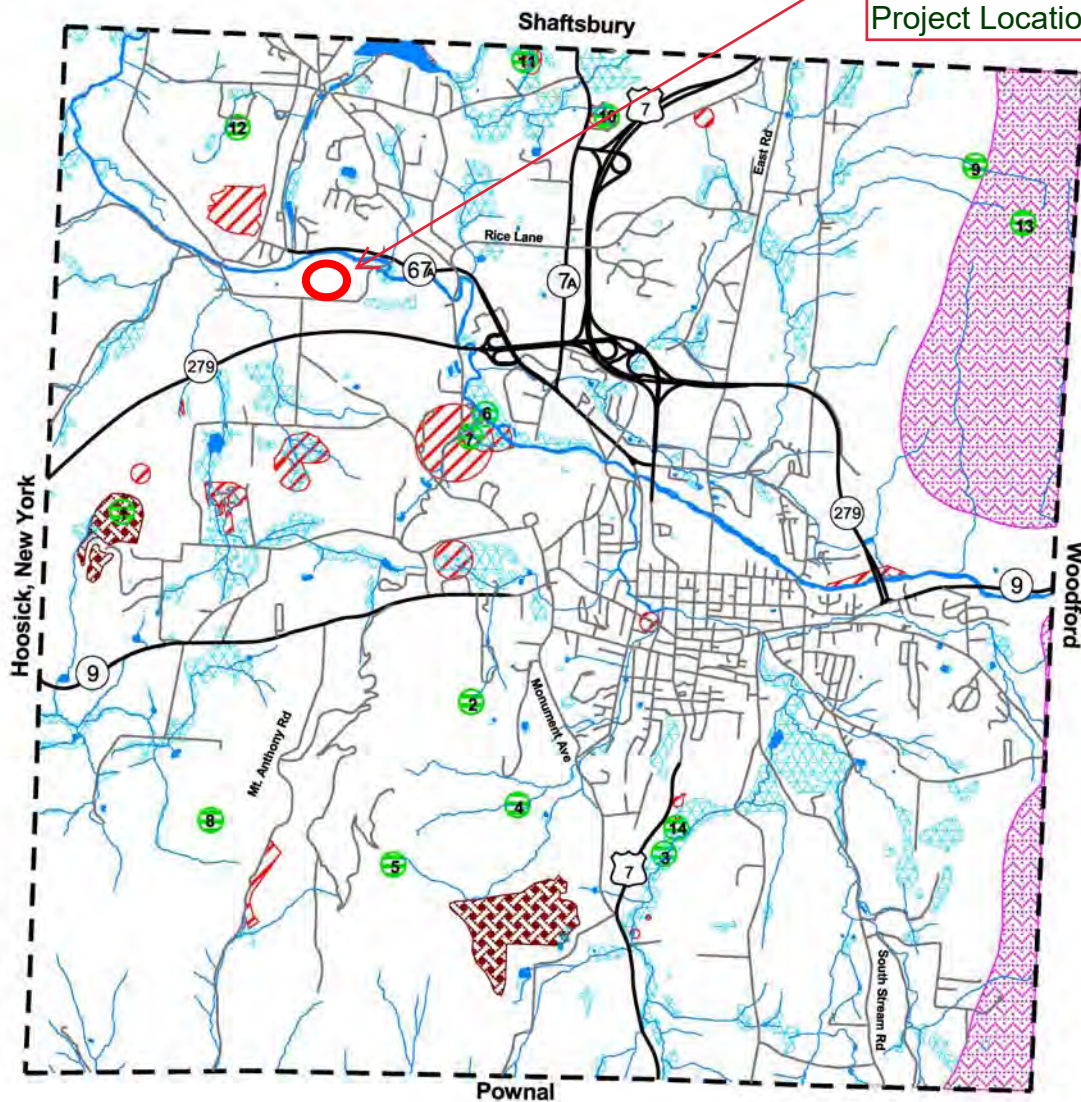 Project Locatio
Shaftsbury
11
7
10
12
East Rd
9
13
Rice Lane
67A
7A
279
6
7
Hoosick, New York
279
Woodford
9
9
2
Monument Ave
Mt. Anthony Rd
4
8
14
3
5
7
South Stream Rd
Pownal